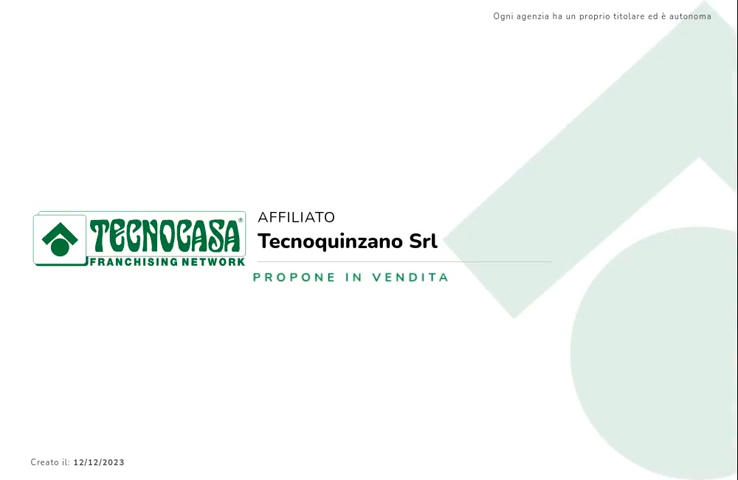 Ogni agenzia ha un proprio titolare ed è autonoma
TECNOCASA®
FRANCHISING NETWORK
AFFILIATO
Tecnoquinzano Srl
PROPONE IN VENDITA
Creato il: 12/12/2023